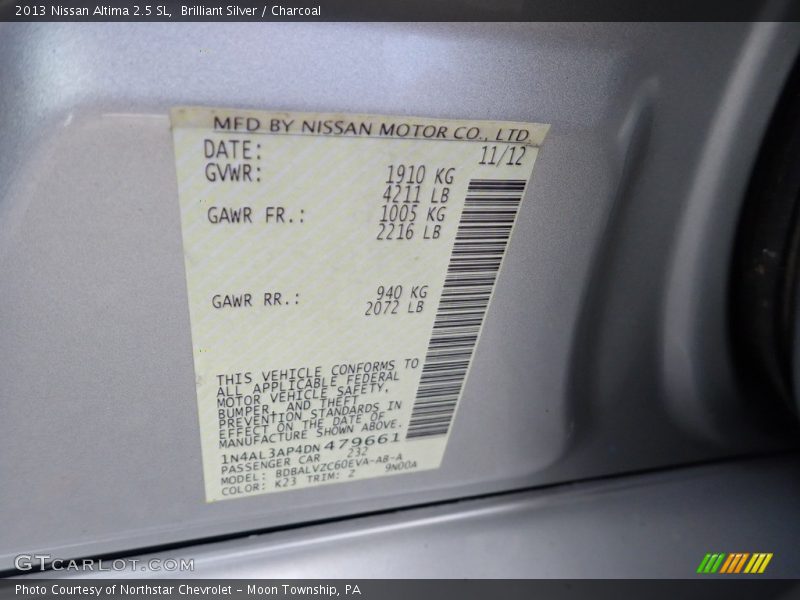 2013 Nissan Altima 2.5 SL,  Brilliant Silver / Charcoal
MFD BY NISSAN MOTOR CO., LTD.
DATE: 11/12
GVWR: 1910 KG
4211 LB
GAWR FR.: 1005 KG
2216 LB
GAWR RR.: 940 KG
2072 LB
THIS VEHICLE CONFORMS TO
ALL APPLICABLE FEDERAL
MOTOR VEHICLE SAFETY,
BUMPER, AND THEFT
PREVENTION STANDARDS IN
EFFECT ON THE DATE OF
MANUFACTURE SHOWN ABOVE.
1N4AL3AP4DN479661
PASSENGER CAR 232
MODEL: BDBALVZC60EVA-A8-A
COLOR: K23 TRIM: Z 9N00A
GTCARLOT.COM
Photo Courtesy of Northstar Chevrolet - Moon Township, PA